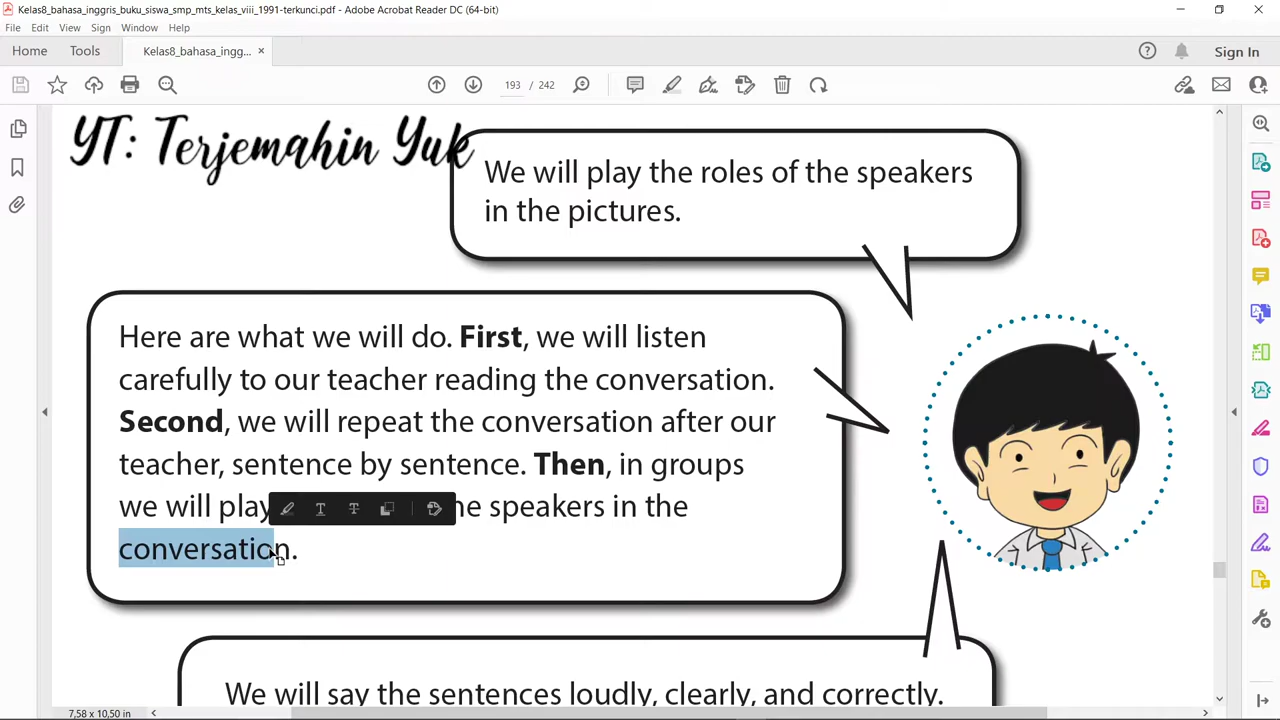 Kelas8_bahasa_inggris_buku_siswa_smp_mts_kelas_viii_1991-terkunci.pdf - Adobe Acrobat Reader DC (64-bit)
File Edit View Sign Window Help
Home Tools Kelas8_bahasa_ingg... × Sign In
193 / 242
YT: Terjemahin Yuk
We will play the roles of the speakers
in the pictures.
Here are what we will do. First, we will listen
carefully to our teacher reading the conversation.
Second, we will repeat the conversation after our
teacher, sentence by sentence. Then, in groups
we will play he speakers in the
conversation.
We will say the sentences loudly, clearly, and correctly.
7,58 x 10,50 in